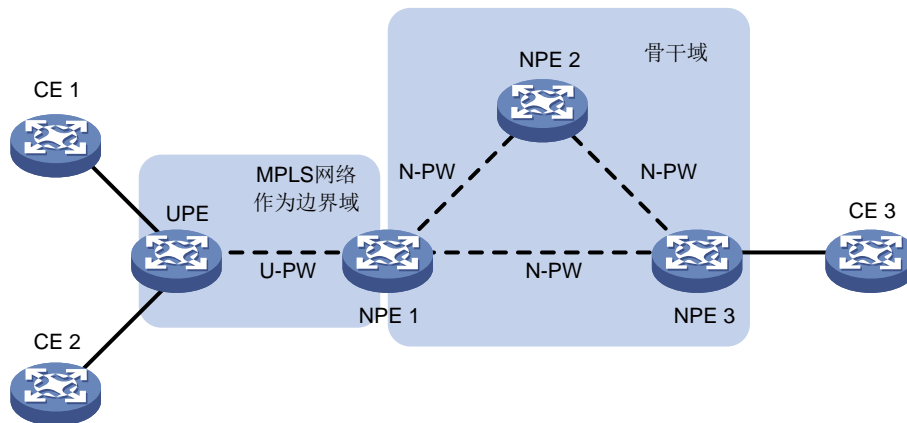 NPE 2
骨干域
CE 1
N-PW
N-PW
MPLS网络
作为边界域
UPE
CE 3
U-PW
N-PW
NPE 1
NPE 3
CE 2